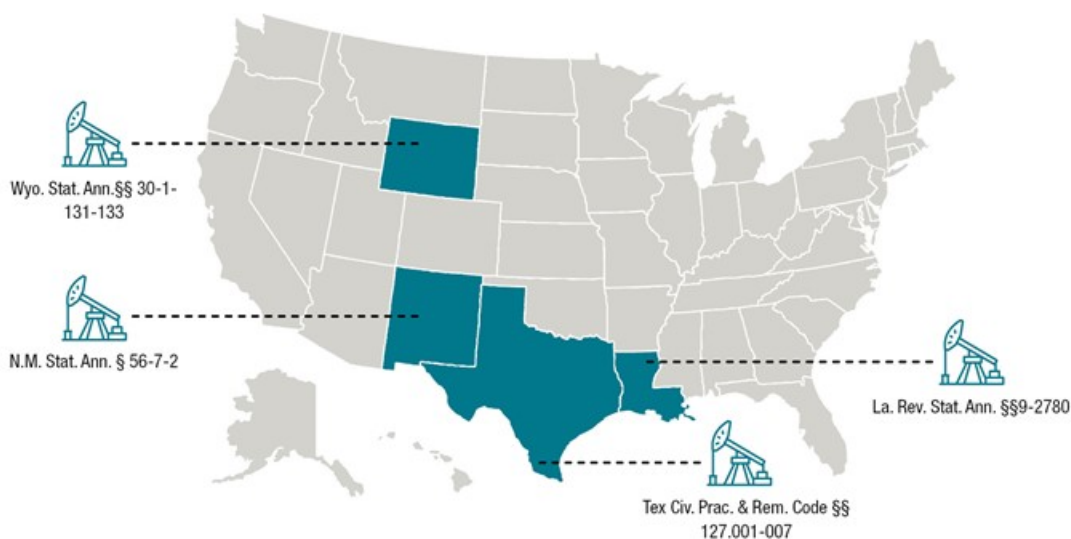 Wyo. Stat. Ann.§§ 30-1-
131-133
N.M. Stat. Ann. § 56-7-2
La. Rev. Stat. Ann. §§9-2780
Tex Civ. Prac. & Rem. Code §§
127.001-007